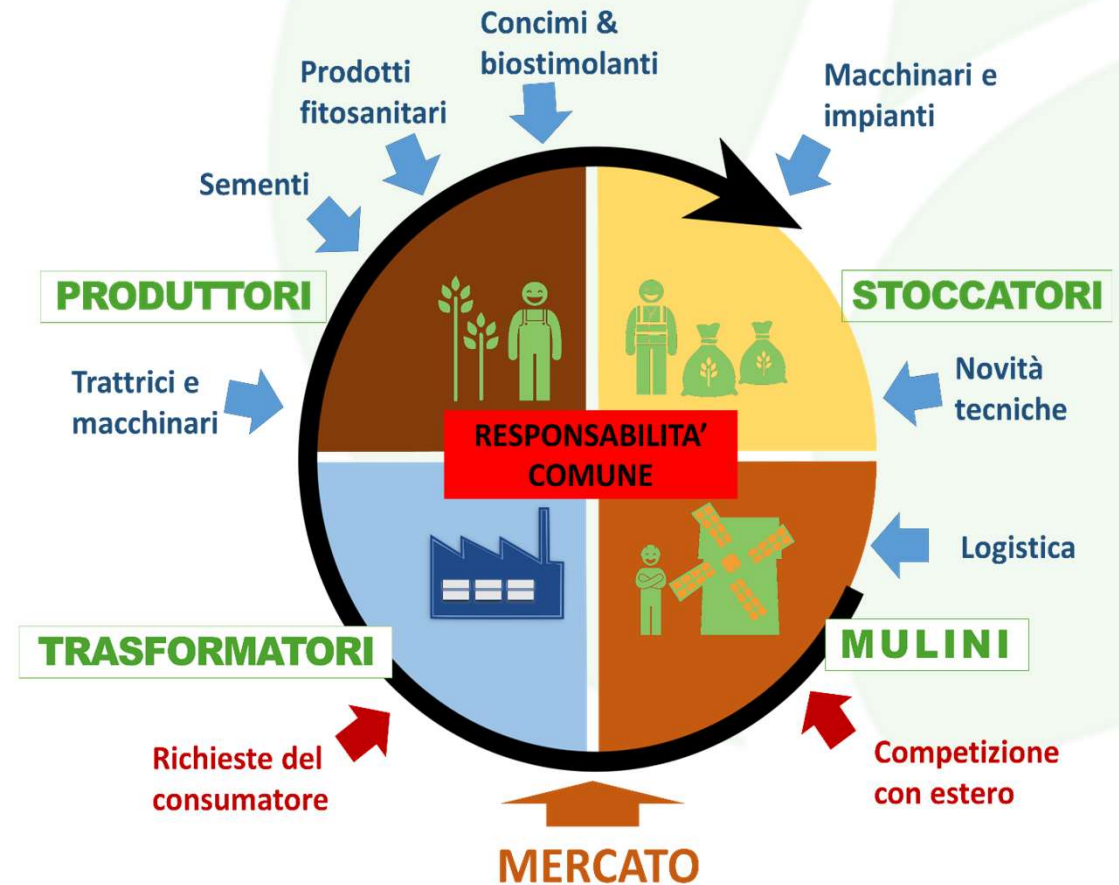 Concimi &
biostimolanti
Prodotti
fitosanitari
Macchinari e
impianti
Sementi
PRODUTTORI
STOCCATORI
Trattrici e
macchinari
Novità
tecniche
RESPONSABILITA’
COMUNE
Logistica
TRASFORMATORI
MULINI
Richieste del
consumatore
Competizione
con estero
MERCATO